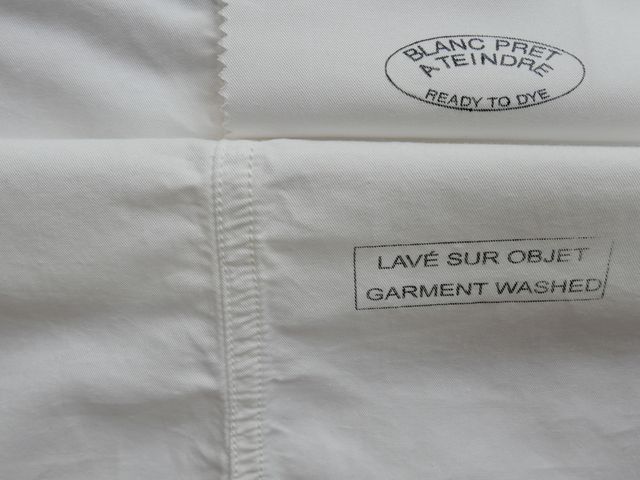 BLANC PRET
A TEINDRE
READY TO DYE
LAVÉ SUR OBJET
GARMENT WASHED